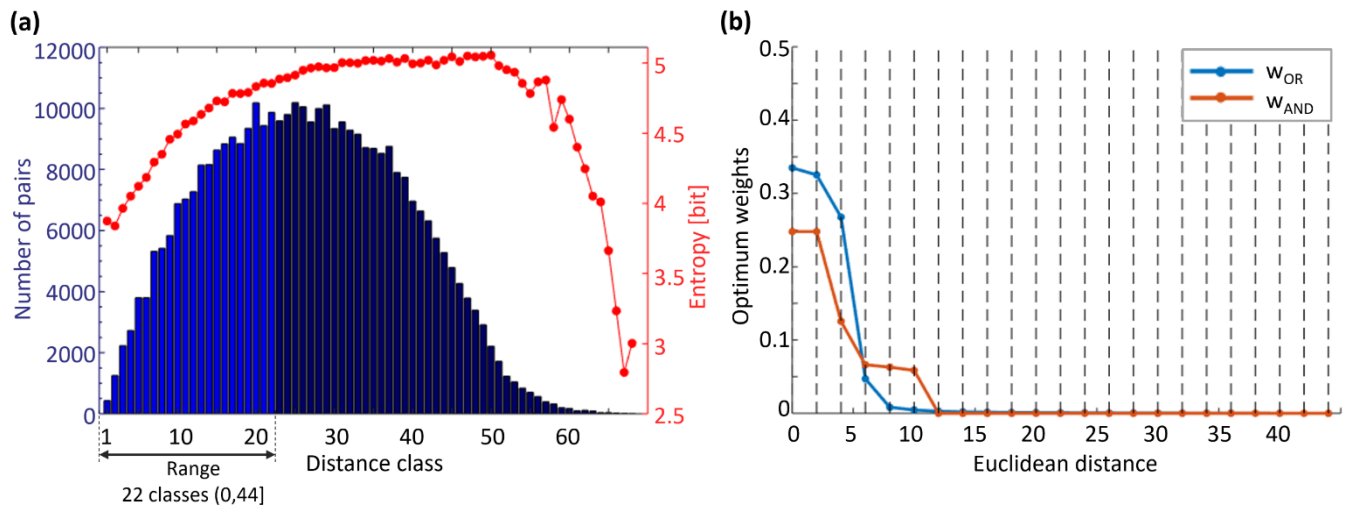 (a)
12000
10000
8000
6000
4000
2000
0
Number of pairs
5
4.5
4
3.5
3
2.5
Entropy [bit]
1 10 20 30 40 50 60
Distance class
Range
22 classes (0,44]
(b)
0.5
0.4
0.3
0.2
0.1
0
Optimum weights
wOR
wAND
0 5 10 15 20 25 30 35 40
Euclidean distance